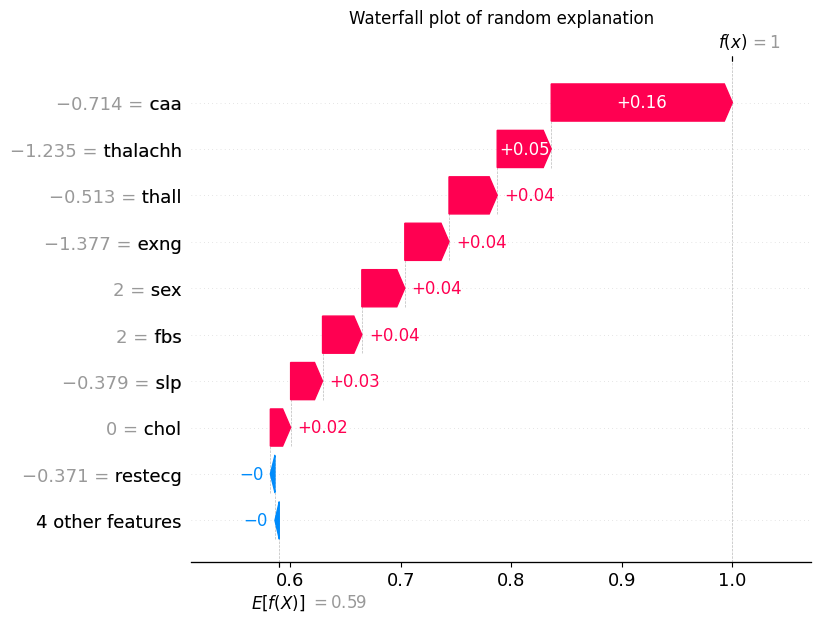 Waterfall plot of random explanation
f(x) = 1
−0.714 = caa
+0.16
−1.235 = thalachh
+0.05
−0.513 = thall
+0.04
−1.377 = exng
+0.04
2 = sex
+0.04
2 = fbs
+0.04
−0.379 = slp
+0.03
0 = chol
+0.02
−0.371 = restecg
−0
4 other features
−0
0.6 0.7 0.8 0.9 1.0
E[f(X)] = 0.59